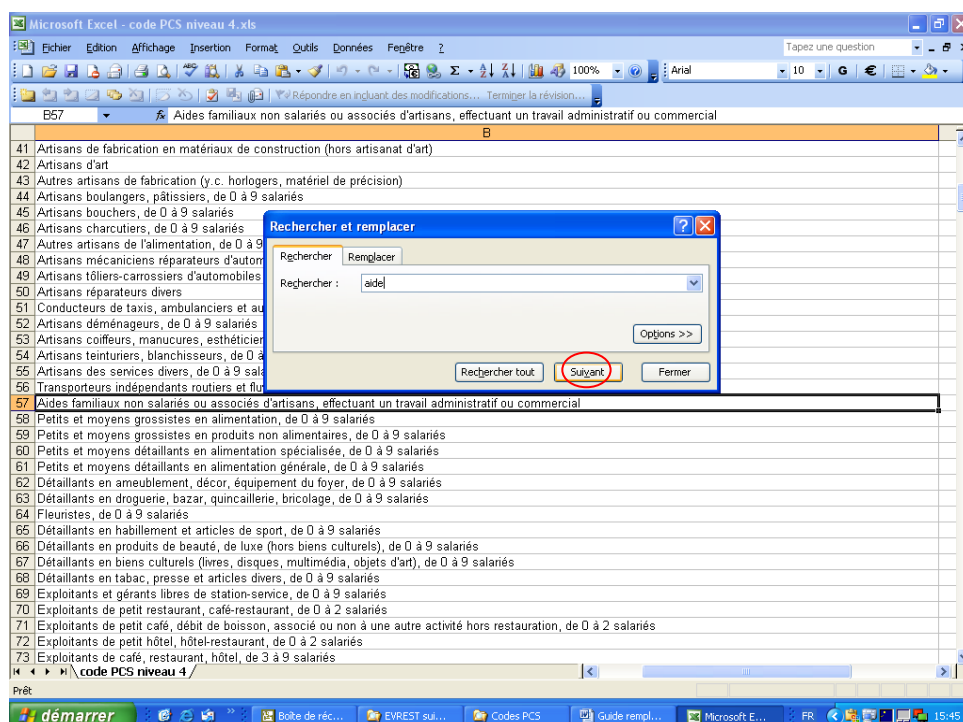 Microsoft Excel - code PCS niveau 4.xls
Fichier Edition Affichage Insertion Format Outils Données Fenêtre ? Tapez une question
100% Arial 10 G €
Répondre en incluant des modifications... Terminer la révision...
B57 fx Aides familiaux non salariés ou associés d'artisans, effectuant un travail administratif ou commercial
B
41 Artisans de fabrication en matériaux de construction (hors artisanat d'art)
42 Artisans d'art
43 Autres artisans de fabrication (y.c. horlogers, matériel de précision)
44 Artisans boulangers, pâtissiers, de 0 à 9 salariés
45 Artisans bouchers, de 0 à 9 salariés
46 Artisans charcutiers, de 0 à 9 salariés
47 Autres artisans de l'alimentation, de 0 à 9
48 Artisans mécaniciens réparateurs d'autom
49 Artisans tôliers-carrossiers d'automobiles
50 Artisans réparateurs divers
51 Conducteurs de taxis, ambulanciers et au
52 Artisans déménageurs, de 0 à 9 salariés
53 Artisans coiffeurs, manucures, esthéticier
54 Artisans teinturiers, blanchisseurs, de 0 à
55 Artisans des services divers, de 0 à 9 sala
56 Transporteurs indépendants routiers et flu
Rechercher et remplacer
Rechercher Remplacer
Rechercher : aide
Options >>
Rechercher tout Suivant Fermer
57 Aides familiaux non salariés ou associés d'artisans, effectuant un travail administratif ou commercial
58 Petits et moyens grossistes en alimentation, de 0 à 9 salariés
59 Petits et moyens grossistes en produits non alimentaires, de 0 à 9 salariés
60 Petits et moyens détaillants en alimentation spécialisée, de 0 à 9 salariés
61 Petits et moyens détaillants en alimentation générale, de 0 à 9 salariés
62 Détaillants en ameublement, décor, équipement du foyer, de 0 à 9 salariés
63 Détaillants en droguerie, bazar, quincaillerie, bricolage, de 0 à 9 salariés
64 Fleuristes, de 0 à 9 salariés
65 Détaillants en habillement et articles de sport, de 0 à 9 salariés
66 Détaillants en produits de beauté, de luxe (hors biens culturels), de 0 à 9 salariés
67 Détaillants en biens culturels (livres, disques, multimédia, objets d'art), de 0 à 9 salariés
68 Détaillants en tabac, presse et articles divers, de 0 à 9 salariés
69 Exploitants et gérants libres de station-service, de 0 à 9 salariés
70 Exploitants de petit restaurant, café-restaurant, de 0 à 2 salariés
71 Exploitants de petit café, débit de boisson, associé ou non à une autre activité hors restauration, de 0 à 2 salariés
72 Exploitants de petit hôtel, hôtel-restaurant, de 0 à 2 salariés
73 Exploitants de café, restaurant, hôtel, de 3 à 9 salariés
code PCS niveau 4
Prêt
démarrer Boîte de réc... EVREST sui... Codes PCS Guide rempl... Microsoft E... FR 15:45